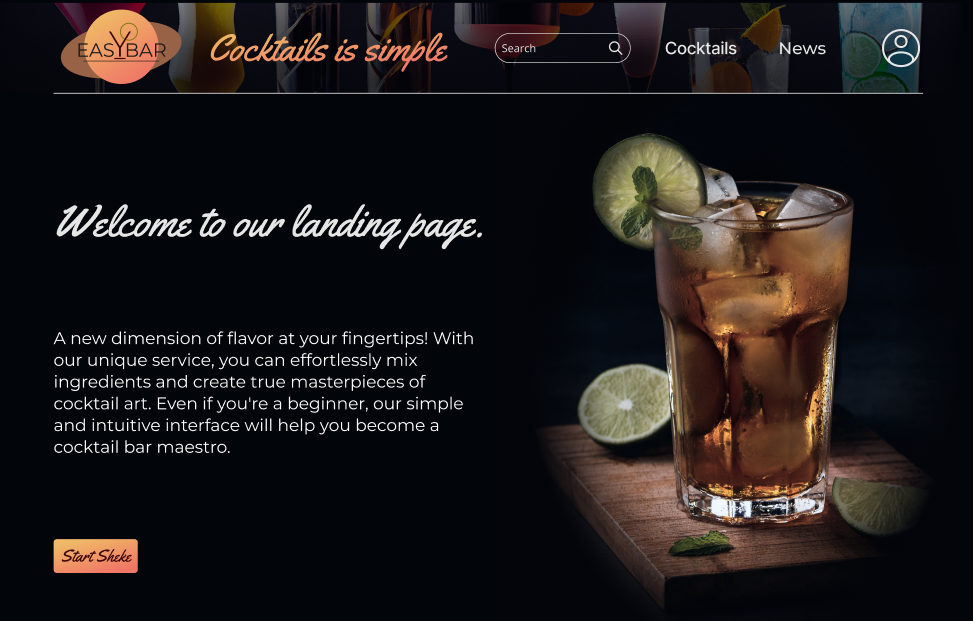 EASYBAR
Cocktails is simple
Search
Cocktails
News
Welcome to our landing page.
A new dimension of flavor at your fingertips! With
our unique service, you can effortlessly mix
ingredients and create true masterpieces of
cocktail art. Even if you're a beginner, our simple
and intuitive interface will help you become a
cocktail bar maestro.
Start Sheke